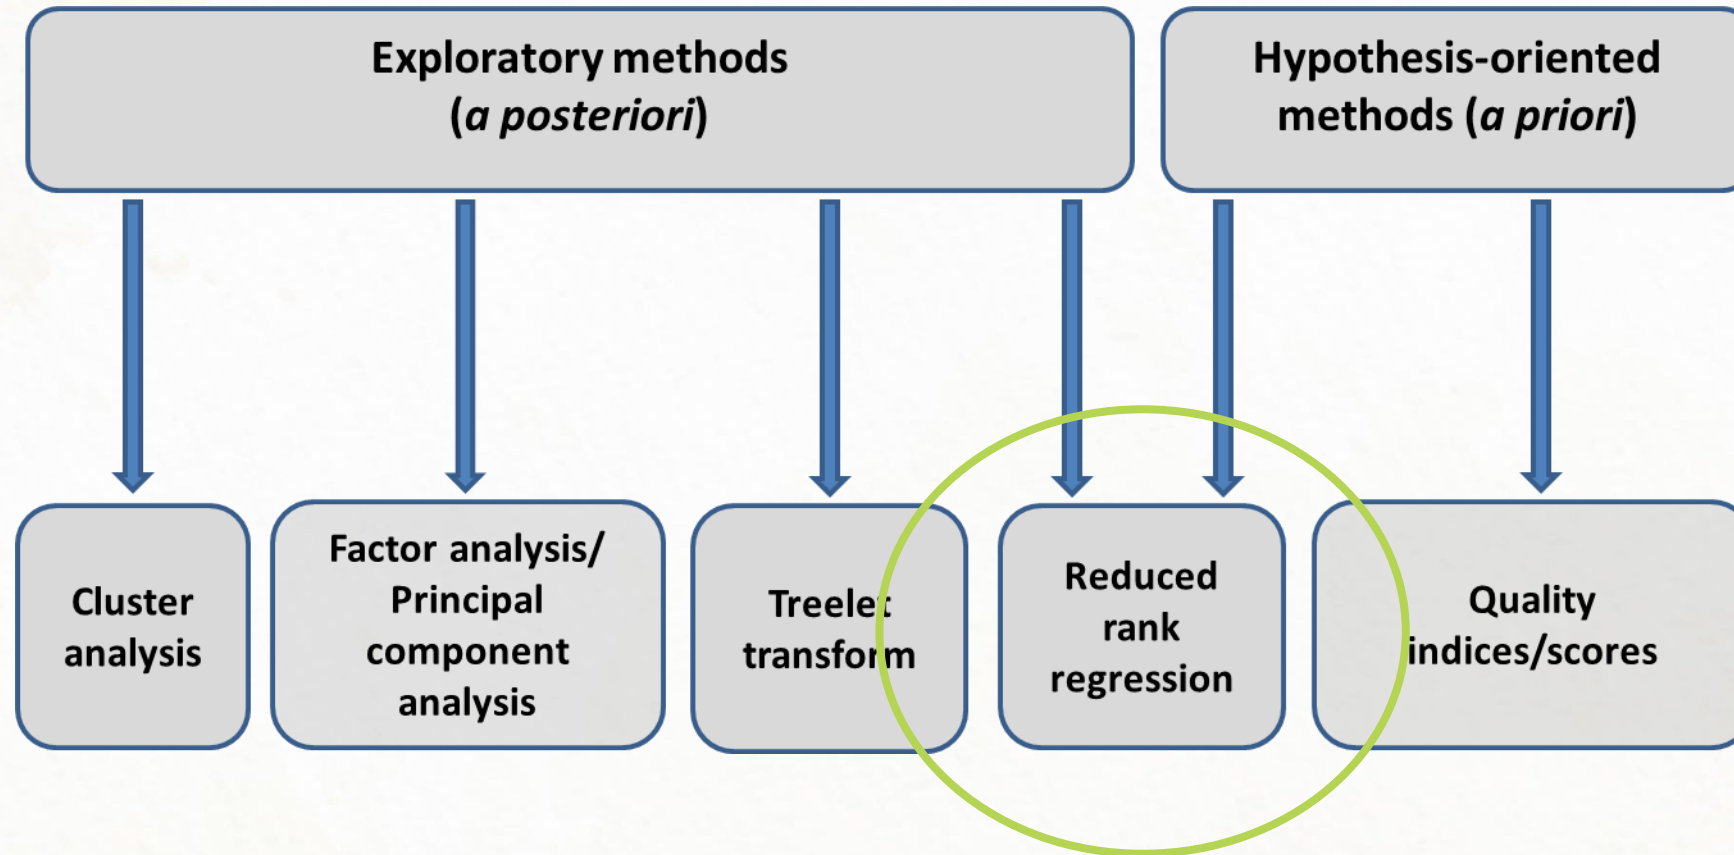 Exploratory methods
(a posteriori)
Hypothesis-oriented
methods (a priori)
Cluster
analysis
Factor analysis/
Principal
component
analysis
Treelet
transform
Reduced
rank
regression
Quality
indices/scores